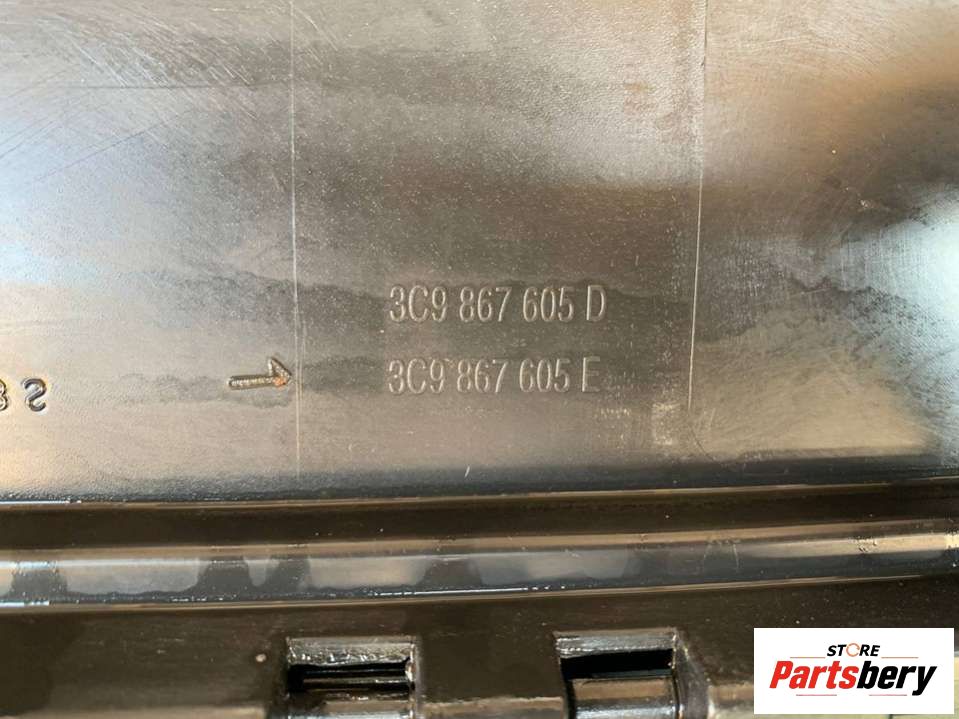 3C9 867 605 D
3C9 867 605 E
STORE
Partsbery